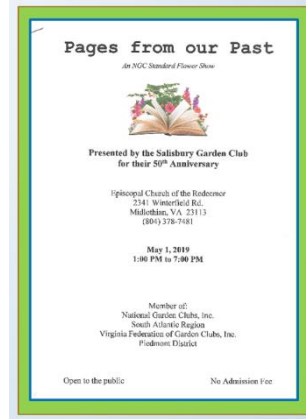 Pages from our Past
An NGC Standard Flower Show
Presented by the Salisbury Garden Club
for their 50th Anniversary
Episcopal Church of the Redeemer
2341 Winterfield Rd.
Midlothian, VA 23113
(804) 378-7481
May 1, 2019
1:00 PM to 7:00 PM
Member of:
National Garden Clubs, Inc.
South Atlantic Region
Virginia Federation of Garden Clubs, Inc.
Piedmont District
Open to the public No Admission Fee